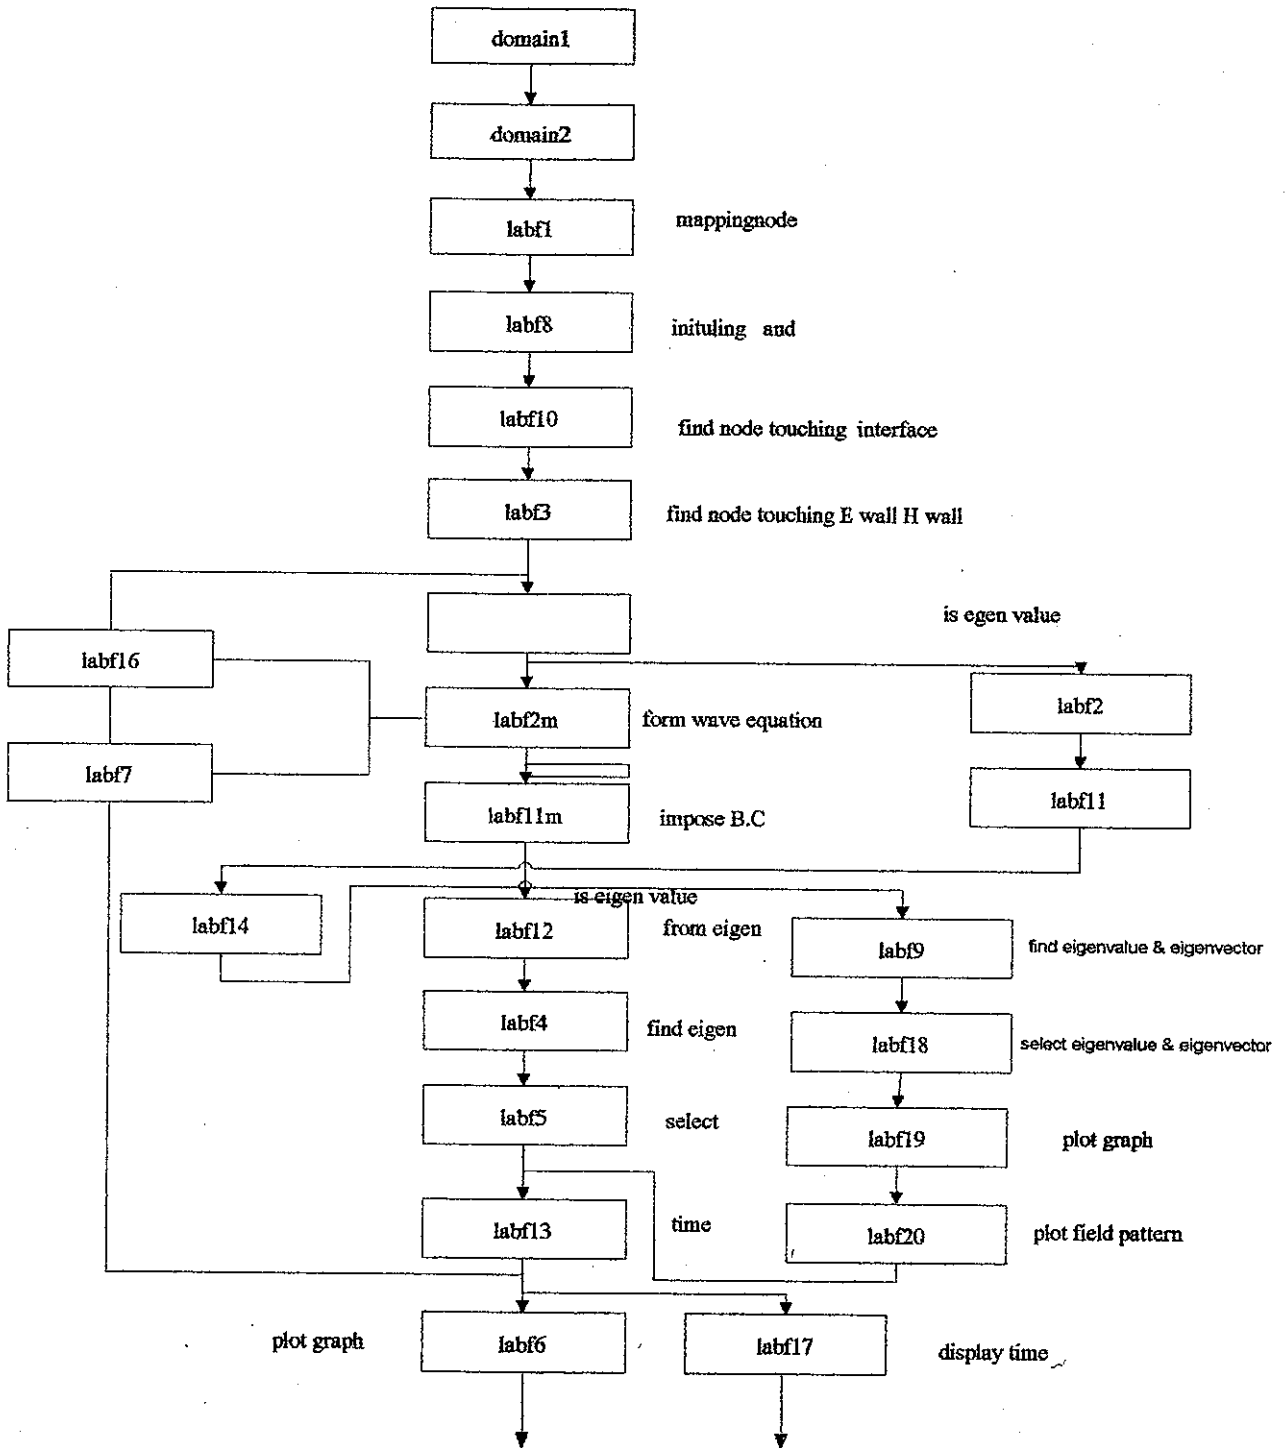 domain1
domain2
labf1
mappingnode
labf8
inituling and
labf10
find node touching interface
labf3
find node touching E wall H wall
is egen value
labf16
labf2m
form wave equation
labf2
labf7
labf11m
impose B.C
labf11
is eigen value
labf14
labf12
from eigen
labf9
find eigenvalue & eigenvector
labf4
find eigen
labf18
select eigenvalue & eigenvector
labf5
select
labf19
plot graph
labf13
time
labf20
plot field pattern
plot graph
labf6
labf17
display time